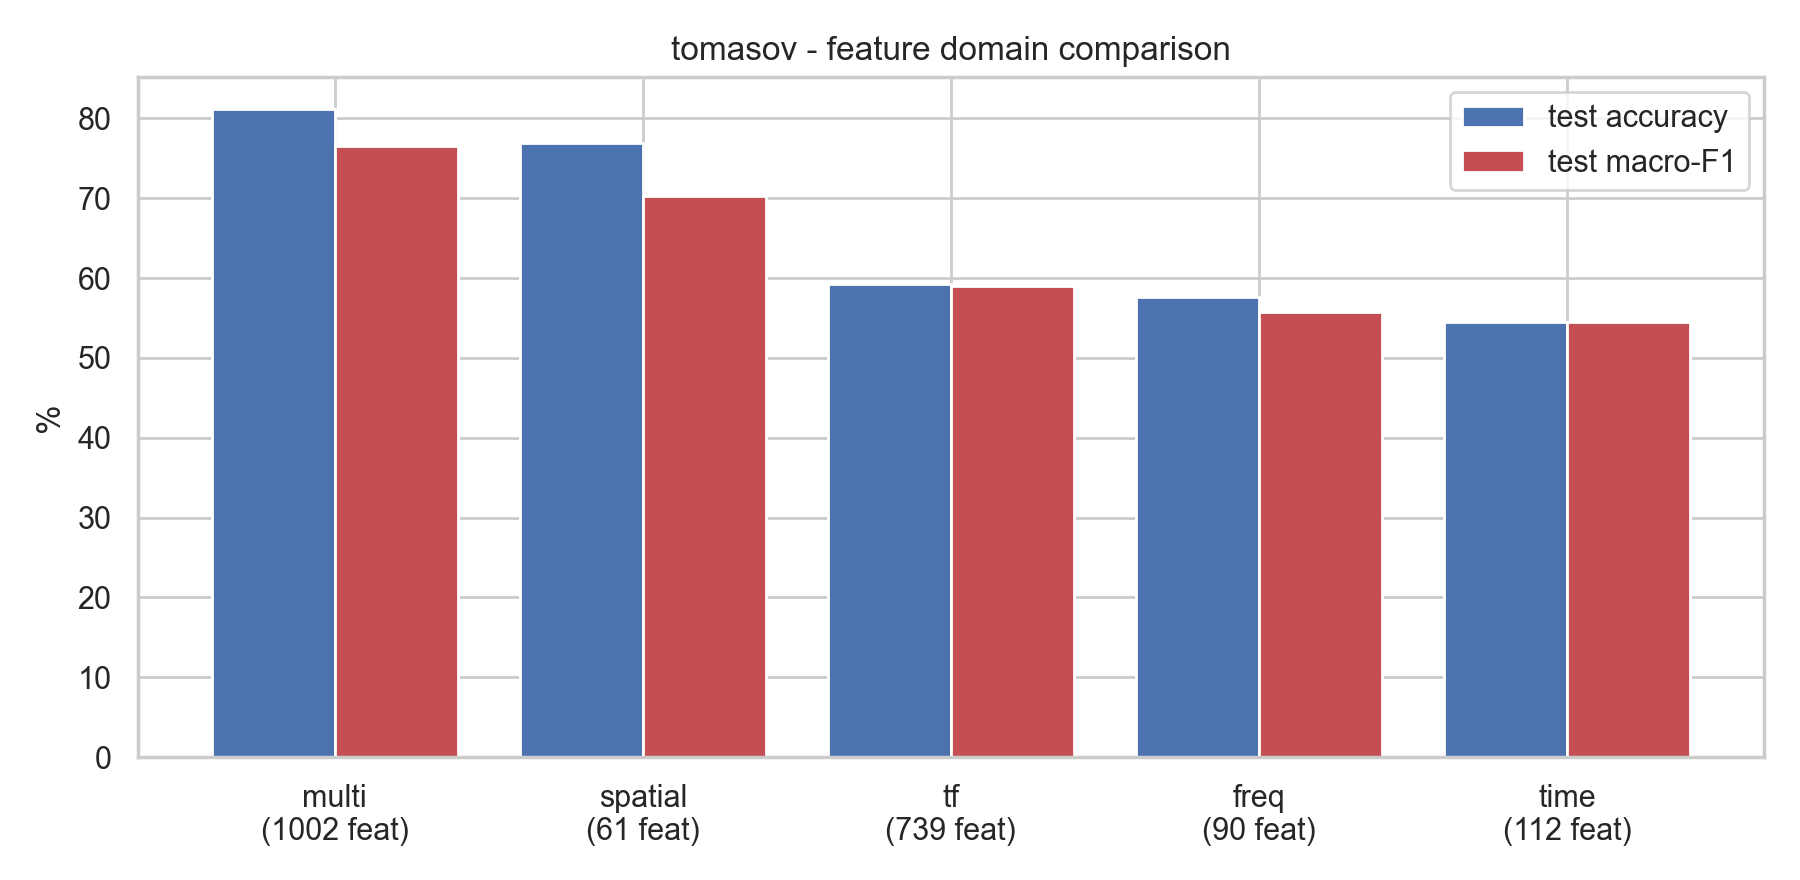 tomasov - feature domain comparison
test accuracy
test macro-F1
%
80
70
60
50
40
30
20
10
0
multi
(1002 feat)
spatial
(61 feat)
tf
(739 feat)
freq
(90 feat)
time
(112 feat)